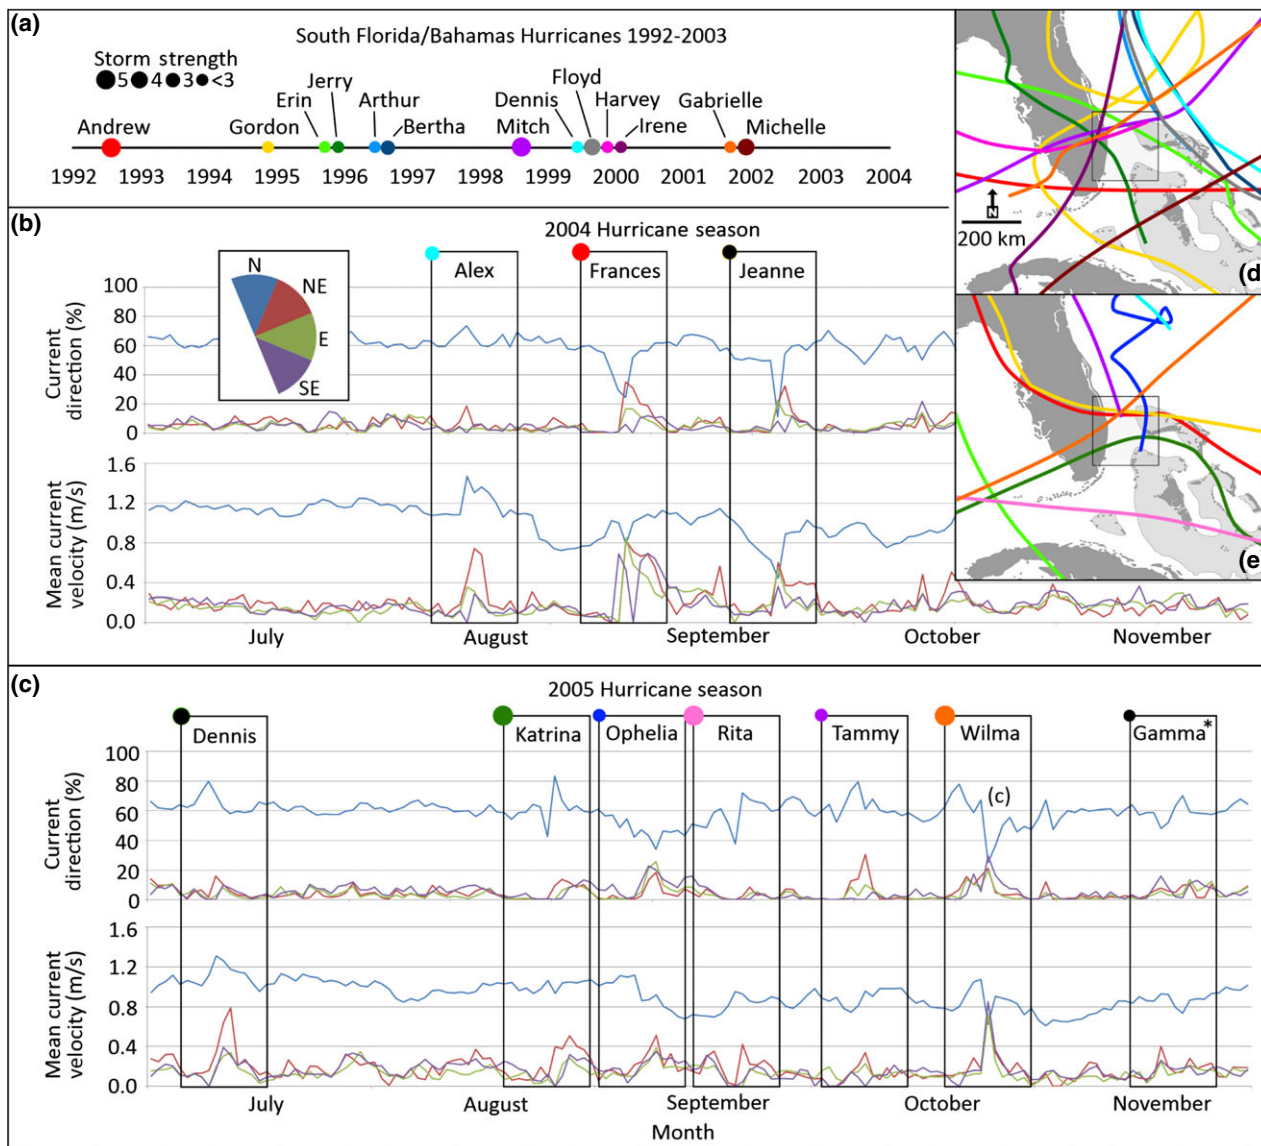 (a)
South Florida/Bahamas Hurricanes 1992-2003
Storm strength
5 4 3 <3
Andrew
Gordon
Erin
Jerry
Arthur
Bertha
Mitch
Dennis
Floyd
Harvey
Irene
Gabrielle
Michelle
1992 1993 1994 1995 1996 1997 1998 1999 2000 2001 2002 2003 2004
N
200 km
(d)
(e)
(b)
2004 Hurricane season
Alex Frances Jeanne
N
NE
E
SE
Current
direction (%)
100
80
60
40
20
0
Mean current
velocity (m/s)
1.6
1.2
0.8
0.4
0.0
July August September October November
(c)
2005 Hurricane season
Dennis Katrina Ophelia Rita Tammy Wilma Gamma*
(c)
Current
direction (%)
100
80
60
40
20
0
Mean current
velocity (m/s)
1.6
1.2
0.8
0.4
0.0
July August September October November
Month